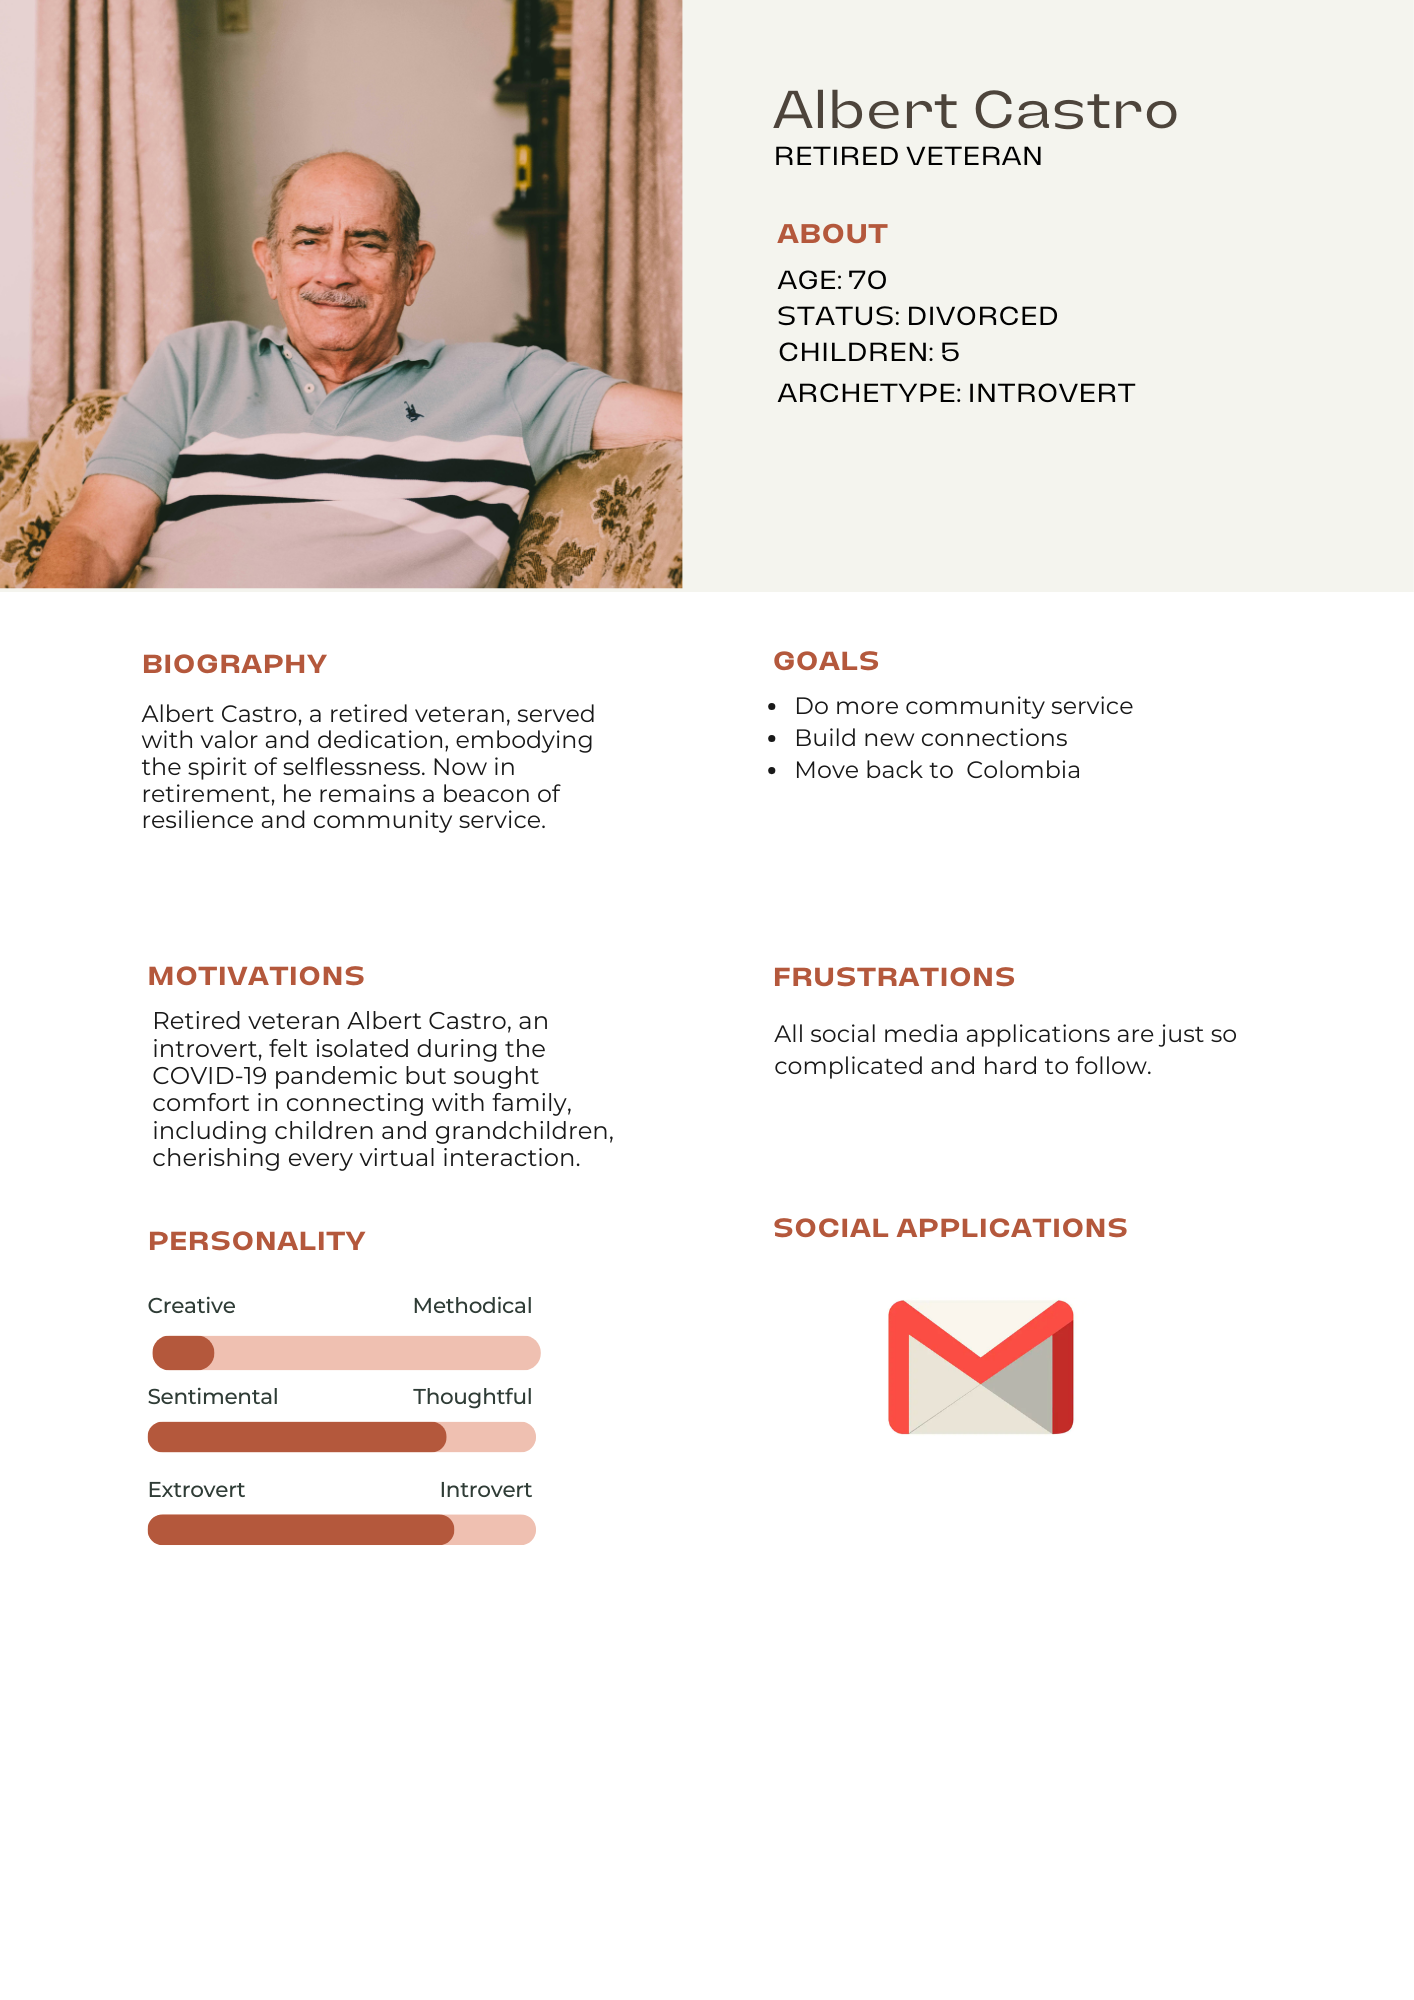 Albert Castro
RETIRED VETERAN
ABOUT
AGE: 70
STATUS: DIVORCED
CHILDREN: 5
ARCHETYPE: INTROVERT
BIOGRAPHY
Albert Castro, a retired veteran, served
with valor and dedication, embodying
the spirit of selflessness. Now in
retirement, he remains a beacon of
resilience and community service.
GOALS
• Do more community service
• Build new connections
• Move back to  Colombia
MOTIVATIONS
Retired veteran Albert Castro, an
introvert, felt isolated during the
COVID-19 pandemic but sought
comfort in connecting with family,
including children and grandchildren,
cherishing every virtual interaction.
FRUSTRATIONS
All social media applications are just so
complicated and hard to follow.
PERSONALITY
Creative Methodical
Sentimental Thoughtful
Extrovert Introvert
SOCIAL APPLICATIONS